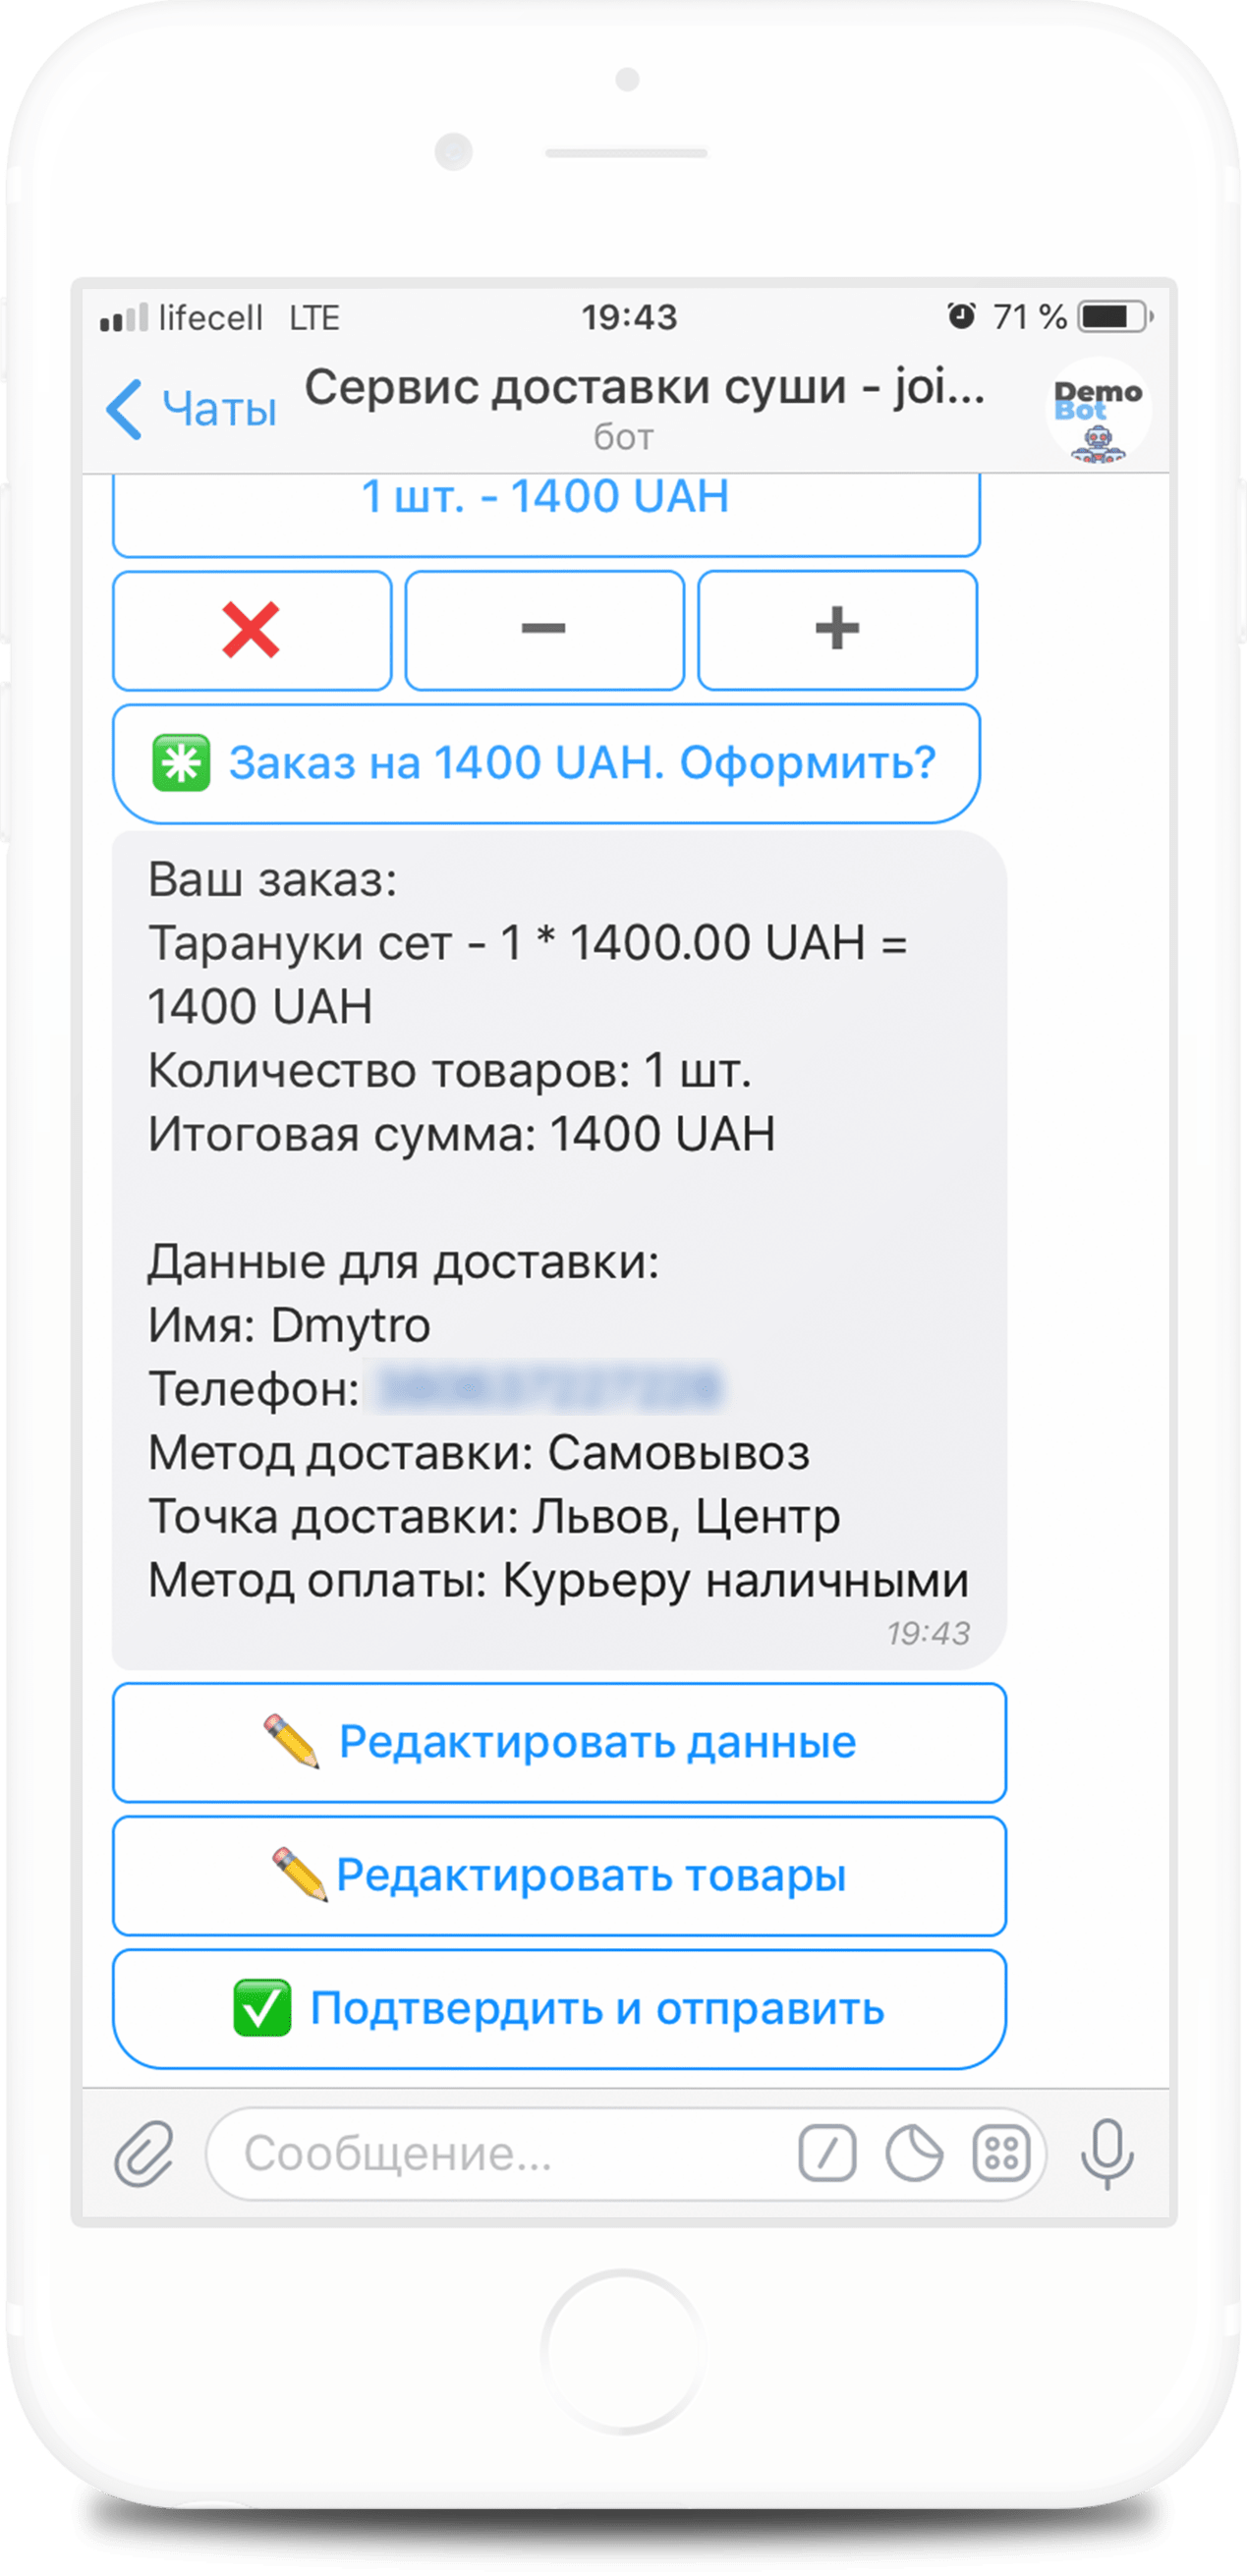 lifecell LTE 19:43 71 %
Чаты Сервис доставки суши - joi...
бот
Demo
Bot
1 шт. - 1400 UAH
Заказ на 1400 UAH. Оформить?
Ваш заказ:
Тарануки сет - 1 * 1400.00 UAH =
1400 UAH
Количество товаров: 1 шт.
Итоговая сумма: 1400 UAH
Данные для доставки:
Имя: Dmytro
Телефон:
Метод доставки: Самовывоз
Точка доставки: Львов, Центр
Метод оплаты: Курьеру наличными
19:43
Редактировать данные
Редактировать товары
Подтвердить и отправить
Сообщение...